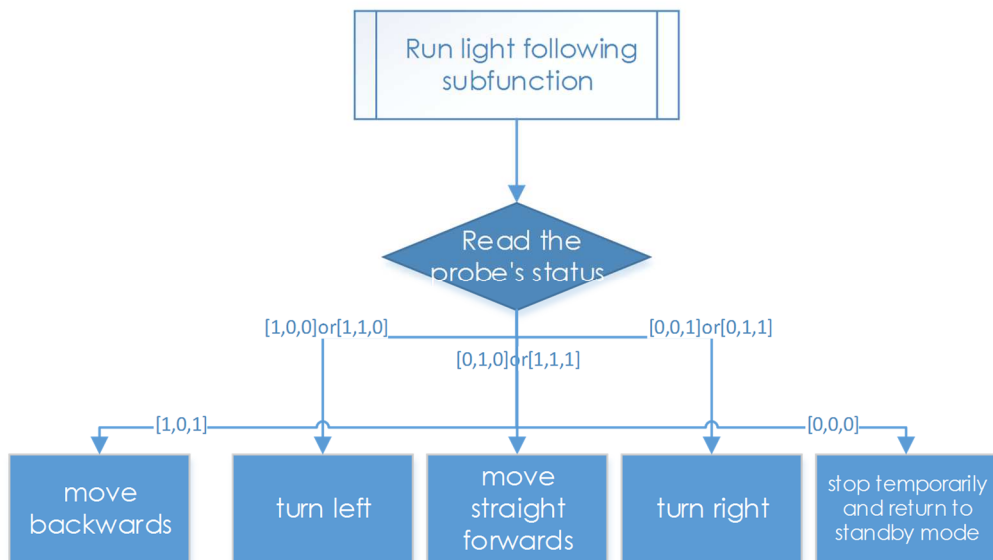 Run light following
subfunction
Read the
probe's status
[1,0,0]or[1,1,0]
[0,0,1]or[0,1,1]
[0,1,0]or[1,1,1]
[1,0,1]
[0,0,0]
move
backwards
turn left
move
straight
forwards
turn right
stop temporarily
and return to
standby mode